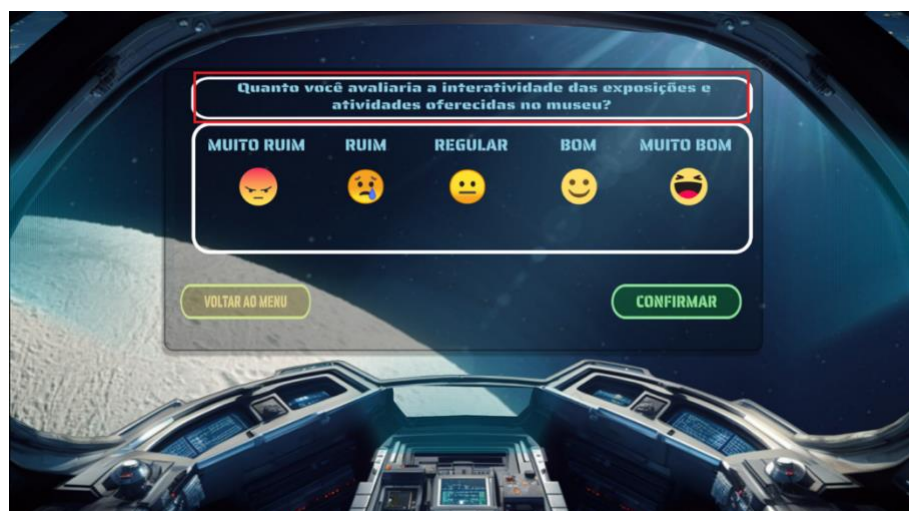 Quanto você avaliaria a interatividade das exposições e
atividades oferecidas no museu?
MUITO RUIM RUIM REGULAR BOM MUITO BOM
VOLTAR AO MENU CONFIRMAR